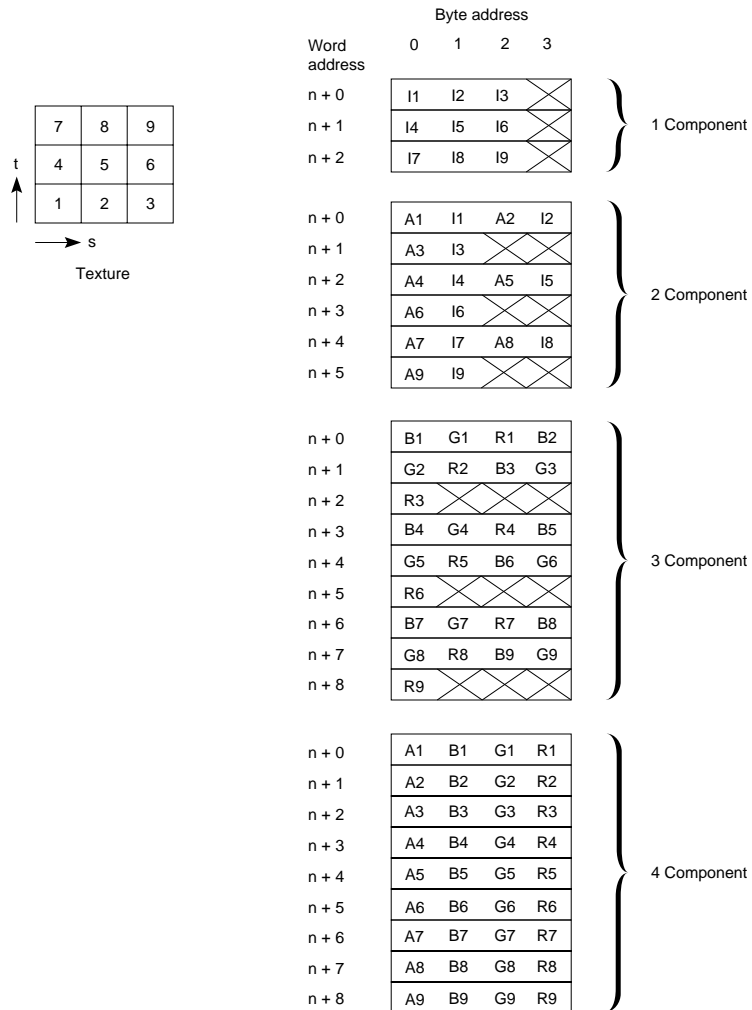 Byte address
Word address 0 1 2 3
n + 0 I1 I2 I3
n + 1 I4 I5 I6
n + 2 I7 I8 I9
1 Component
7 8 9
4 5 6
1 2 3
t
s
Texture
n + 0 A1 I1 A2 I2
n + 1 A3 I3
n + 2 A4 I4 A5 I5
n + 3 A6 I6
n + 4 A7 I7 A8 I8
n + 5 A9 I9
2 Component
n + 0 B1 G1 R1 B2
n + 1 G2 R2 B3 G3
n + 2 R3
n + 3 B4 G4 R4 B5
n + 4 G5 R5 B6 G6
n + 5 R6
n + 6 B7 G7 R7 B8
n + 7 G8 R8 B9 G9
n + 8 R9
3 Component
n + 0 A1 B1 G1 R1
n + 1 A2 B2 G2 R2
n + 2 A3 B3 G3 R3
n + 3 A4 B4 G4 R4
n + 4 A5 B5 G5 R5
n + 5 A6 B6 G6 R6
n + 6 A7 B7 G7 R7
n + 7 A8 B8 G8 R8
n + 8 A9 B9 G9 R9
4 Component